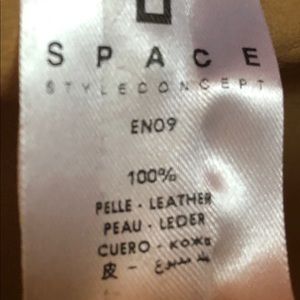 SPACE
STYLECONCEPT
EN09
100%
PELLE - LEATHER
PEAU - LEDER
CUERO - кожа
皮 -